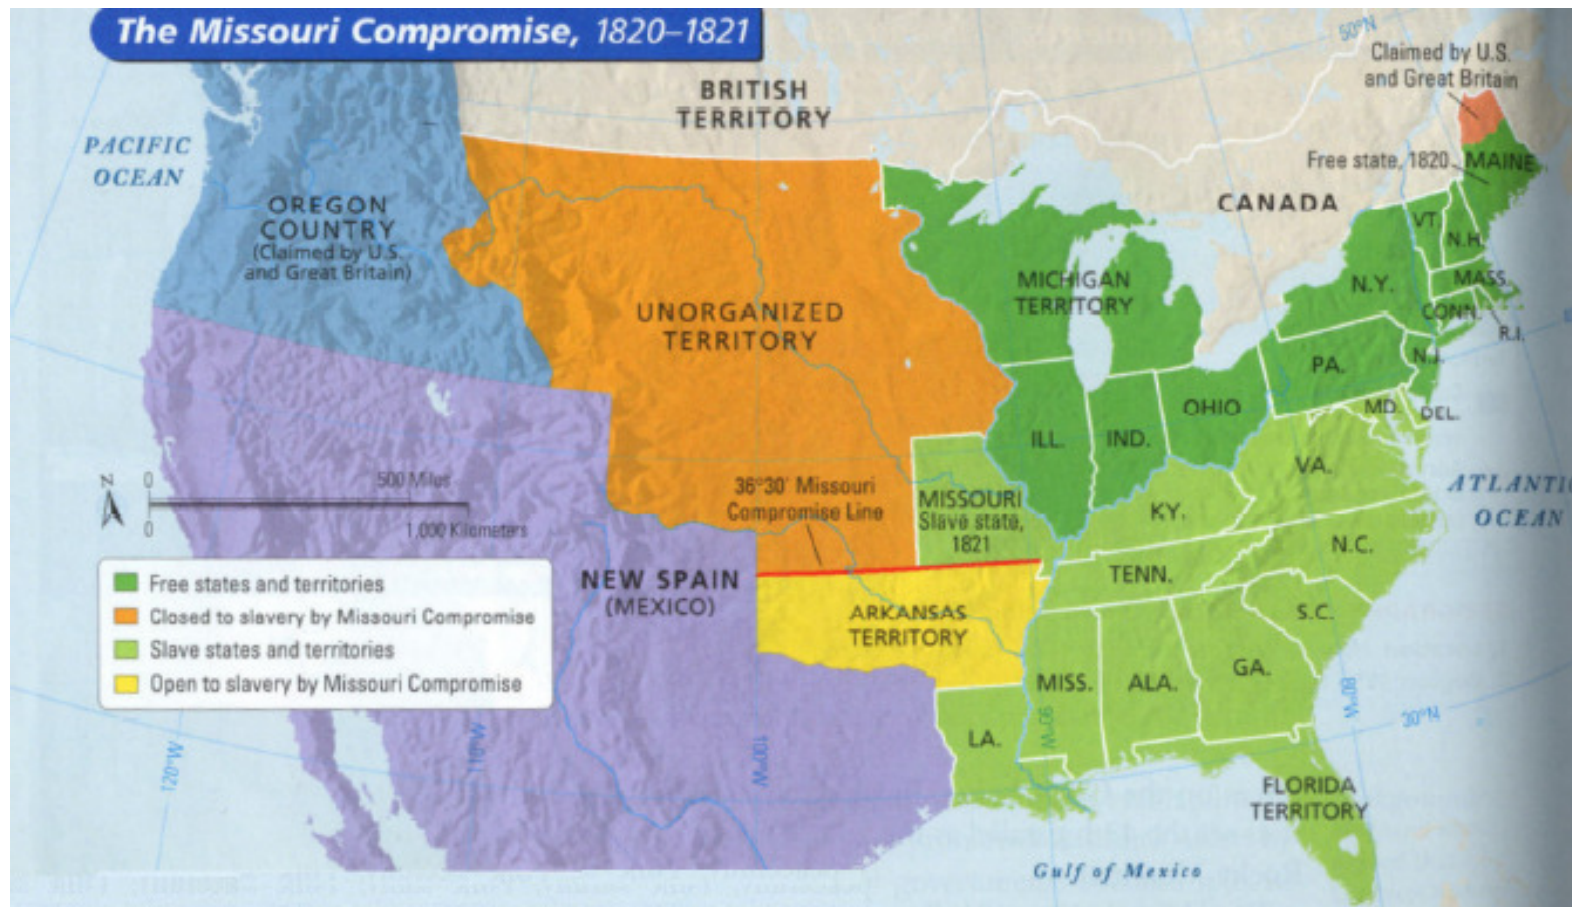 The Missouri Compromise, 1820–1821
50°N
Claimed by U.S.
and Great Britain
BRITISH
TERRITORY
PACIFIC
OCEAN
Free state, 1820
MAINE
OREGON
COUNTRY
(Claimed by U.S.
and Great Britain)
CANADA
VT.
N.H.
MICHIGAN
TERRITORY
N.Y.
MASS.
CONN.
R.I.
UNORGANIZED
TERRITORY
PA.
N.J.
OHIO
MD.
DEL.
ILL.
IND.
VA.
N
0
500 Miles
0
1,000 Kilometers
36°30' Missouri
Compromise Line
MISSOURI
Slave state,
1821
KY.
ATLANTIC
OCEAN
N.C.
TENN.
Free states and territories
Closed to slavery by Missouri Compromise
Slave states and territories
Open to slavery by Missouri Compromise
NEW SPAIN
(MEXICO)
ARKANSAS
TERRITORY
S.C.
MISS.
ALA.
GA.
LA.
90°W
80°W
30°N
120°W
110°W
100°W
FLORIDA
TERRITORY
Gulf of Mexico